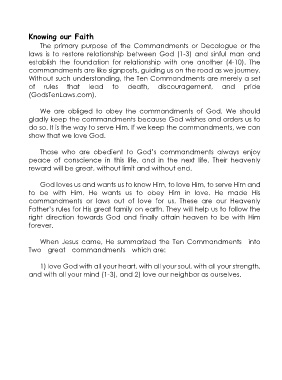 Knowing our Faith
The primary purpose of the Commandments or Decalogue or the
laws is to restore relationship between God (1-3) and sinful man and
establish the foundation for relationship with one another (4-10). The
commandments are like signposts, guiding us on the road as we journey.
Without such understanding, the Ten Commandments are merely a set
of rules that lead to death, discouragement, and pride
(GodsTenLaws.com).
We are obliged to obey the commandments of God. We should
gladly keep the commandments because God wishes and orders us to
do so. It is the way to serve Him. If we keep the commandments, we can
show that we love God.
Those who are obedient to God's commandments always enjoy
peace of conscience in this life, and in the next life. Their heavenly
reward will be great, without limit and without end.
God loves us and wants us to know Him, to love Him, to serve Him and
to be with Him. He wants us to obey Him in love. He made His
commandments or laws out of love for us. These are our Heavenly
Father's rules for His great family on earth. They will help us to follow the
right direction towards God and finally attain heaven to be with Him
forever.
When Jesus came, He summarized the Ten Commandments into
Two great commandments which are:
1) love God with all your heart, with all your soul, with all your strength,
and with all your mind (1-3), and 2) love our neighbor as ourselves.